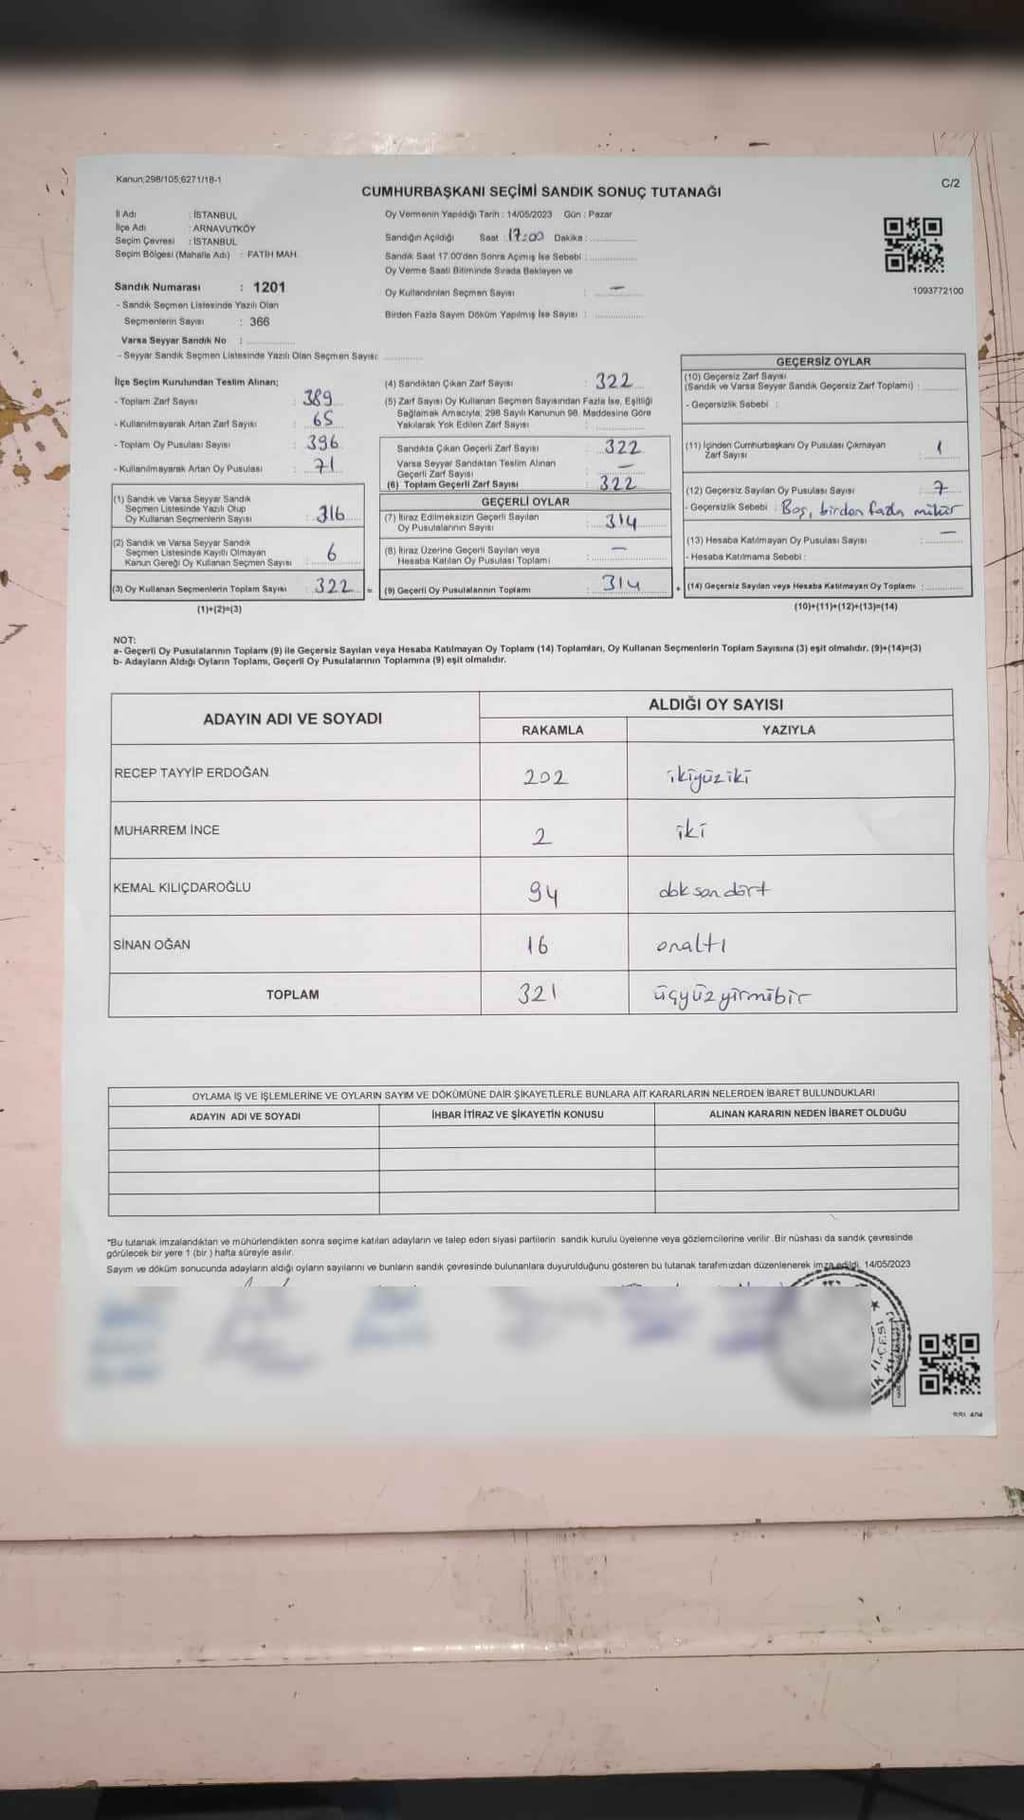 Kanun;298/105;6271/18-1
C/2
CUMHURBAŞKANI SEÇİMİ SANDIK SONUÇ TUTANAĞI
İl Adı : İSTANBUL
İlçe Adı : ARNAVUTKÖY
Seçim Çevresi : İSTANBUL
Seçim Bölgesi (Mahalle Adı) : FATİH MAH.
Sandık Numarası : 1201
- Sandık Seçmen Listesinde Yazılı Olan
Seçmenlerin Sayısı : 366
Varsa Seyyar Sandık No :
- Seyyar Sandık Seçmen Listesinde Yazılı Olan Seçmen Sayısı:
Oy Vermenin Yapıldığı Tarih : 14/05/2023 Gün : Pazar
Sandığın Açıldığı Saat : 17:00 Dakika :
Sandık Saat 17.00'den Sonra Açılmış İse Sebebi :
Oy Verme Saati Bitiminde Sırada Bekleyen ve
Oy Kullandırılan Seçmen Sayısı : —
Birden Fazla Sayım Döküm Yapılmış İse Sayısı :
1093772100
İlçe Seçim Kurulundan Teslim Alınan;
- Toplam Zarf Sayısı : 389
- Kullanılmayarak Artan Zarf Sayısı : 65
- Toplam Oy Pusulası Sayısı : 396
- Kullanılmayarak Artan Oy Pusulası : 71
(1) Sandık ve Varsa Seyyar Sandık
Seçmen Listesinde Yazılı Olup
Oy Kullanan Seçmenlerin Sayısı : 316
(2) Sandık ve Varsa Seyyar Sandık
Seçmen Listesinde Kayıtlı Olmayan
Kanun Gereği Oy Kullanan Seçmen Sayısı : 6
(3) Oy Kullanan Seçmenlerin Toplam Sayısı : 322 =
(1)+(2)=(3)
(4) Sandıktan Çıkan Zarf Sayısı : 322
(5) Zarf Sayısı Oy Kullanan Seçmen Sayısından Fazla İse, Eşitliği
Sağlamak Amacıyla, 298 Sayılı Kanunun 98. Maddesine Göre
Yakılarak Yok Edilen Zarf Sayısı :
Sandıkta Çıkan Geçerli Zarf Sayısı : 322
Varsa Seyyar Sandıktan Teslim Alınan
Geçerli Zarf Sayısı : —
(6) Toplam Geçerli Zarf Sayısı : 322
GEÇERLİ OYLAR
(7) İtiraz Edilmeksizin Geçerli Sayılan
Oy Pusulalarının Sayısı : 314
(8) İtiraz Üzerine Geçerli Sayılan veya
Hesaba Katılan Oy Pusulası Toplamı : —
(9) Geçerli Oy Pusulalarının Toplamı : 314 +
GEÇERSİZ OYLAR
(10) Geçersiz Zarf Sayısı
(Sandık ve Varsa Seyyar Sandık Geçersiz Zarf Toplamı) :
- Geçersizlik Sebebi :
(11) İçinden Cumhurbaşkanı Oy Pusulası Çıkmayan
Zarf Sayısı : 1
(12) Geçersiz Sayılan Oy Pusulası Sayısı : 7
- Geçersizlik Sebebi : Boş, birden fazla mühür
(13) Hesaba Katılmayan Oy Pusulası Sayısı : —
- Hesaba Katılmama Sebebi :
(14) Geçersiz Sayılan veya Hesaba Katılmayan Oy Toplamı :
(10)+(11)+(12)+(13)=(14)
NOT:
a- Geçerli Oy Pusulalarının Toplamı (9) ile Geçersiz Sayılan veya Hesaba Katılmayan Oy Toplamı (14) Toplamları, Oy Kullanan Seçmenlerin Toplam Sayısına (3) eşit olmalıdır. (9)+(14)=(3)
b- Adayların Aldığı Oyların Toplamı, Geçerli Oy Pusulalarının Toplamına (9) eşit olmalıdır.
ADAYIN ADI VE SOYADI ALDIĞI OY SAYISI
RAKAMLA YAZIYLA
RECEP TAYYİP ERDOĞAN 202 ikiyüziki
MUHARREM İNCE 2 iki
KEMAL KILIÇDAROĞLU 94 doksandört
SİNAN OĞAN 16 onaltı
TOPLAM 321 üçyüzyirmibir
OYLAMA İŞ VE İŞLEMLERİNE VE OYLARIN SAYIM VE DÖKÜMÜNE DAİR ŞİKAYETLERLE BUNLARA AİT KARARLARIN NELERDEN İBARET BULUNDUKLARI
ADAYIN ADI VE SOYADI İHBAR İTİRAZ VE ŞİKAYETİN KONUSU ALINAN KARARIN NEDEN İBARET OLDUĞU
*Bu tutanak imzalandıktan ve mühürlendikten sonra seçime katılan adayların ve talep eden siyasi partilerin sandık kurulu üyelerine veya gözlemcilerine verilir .Bir nüshası da sandık çevresinde
görülecek bir yere 1 (bir ) hafta süreyle asılır.
Sayım ve döküm sonucunda adayların aldığı oyların sayılarını ve bunların sandık çevresinde bulunanlara duyurulduğunu gösteren bu tutanak tarafımızdan düzenlenerek imza edildi. 14/05/2023